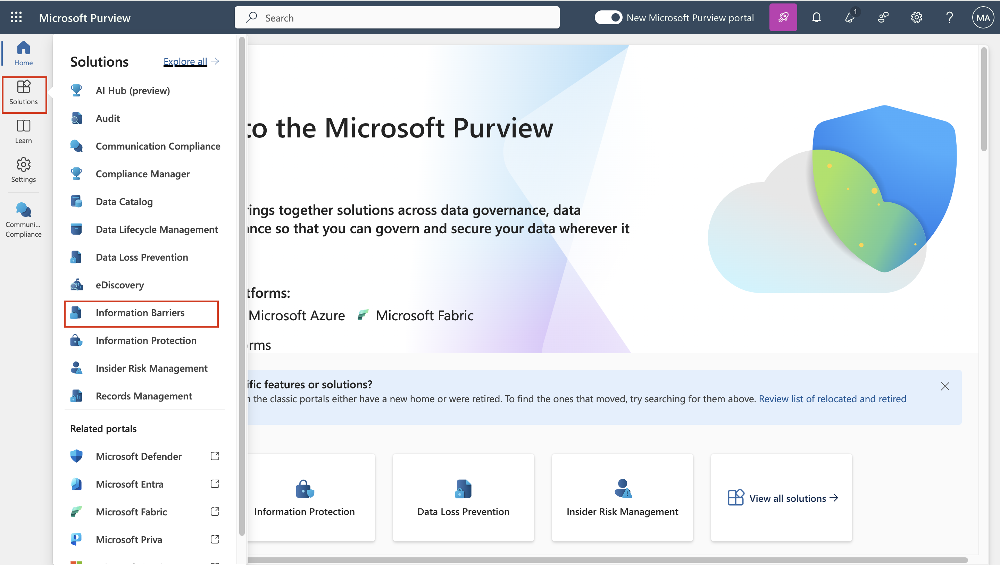 Microsoft Purview
Search
New Microsoft Purview portal
1
MA
Home
Solutions
Learn
Settings
Communi...
Compliance
Solutions
Explore all
AI Hub (preview)
Audit
Communication Compliance
Compliance Manager
Data Catalog
Data Lifecycle Management
Data Loss Prevention
eDiscovery
Information Barriers
Information Protection
Insider Risk Management
Records Management
Related portals
Microsoft Defender
Microsoft Entra
Microsoft Fabric
Microsoft Priva
to the Microsoft Purview
rings together solutions across data governance, data
ance so that you can govern and secure your data wherever it
tforms:
Microsoft Azure
Microsoft Fabric
orms
ific features or solutions?
the classic portals either have a new home or were retired. To find the ones that moved, try searching for them above. Review list of relocated and retired
Information Protection
Data Loss Prevention
Insider Risk Management
View all solutions